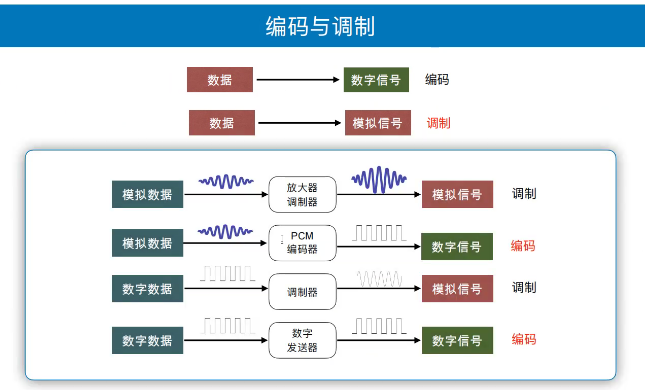 编码与调制
数据 数字信号 编码
数据 模拟信号 调制
模拟数据 放大器 模拟信号 调制
调制器
模拟数据 PCM 数字信号 编码
编码器
数字数据 调制器 模拟信号 调制
数字数据 数字 数字信号 编码
发送器